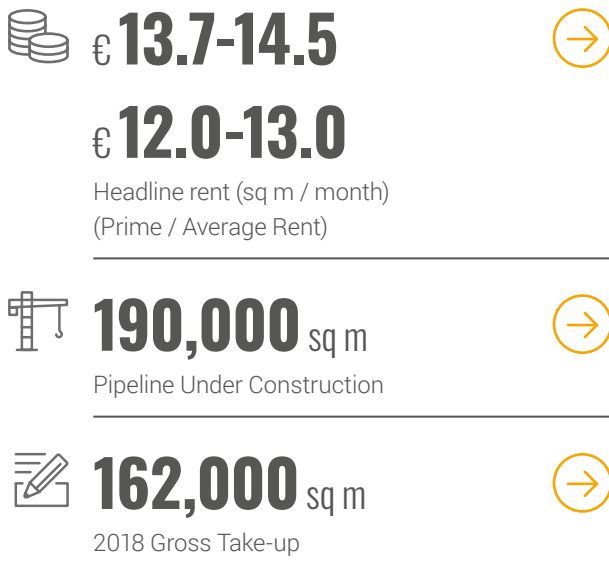 € 13.7-14.5
€ 12.0-13.0
Headline rent (sq m / month)
(Prime / Average Rent)
190,000 sq m
Pipeline Under Construction
162,000 sq m
2018 Gross Take-up